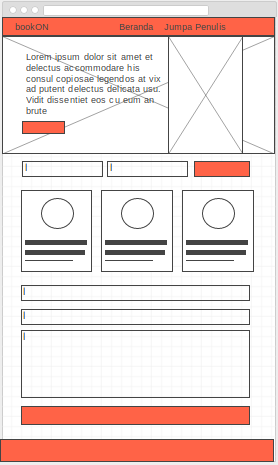 bookON Beranda Jumpa Penulis
Lorem ipsum dolor sit amet et
delectus accommodare his
consul copiosae legendos at vix
ad putent delectus delicata usu.
Vidit dissentiet eos cu eum an
brute